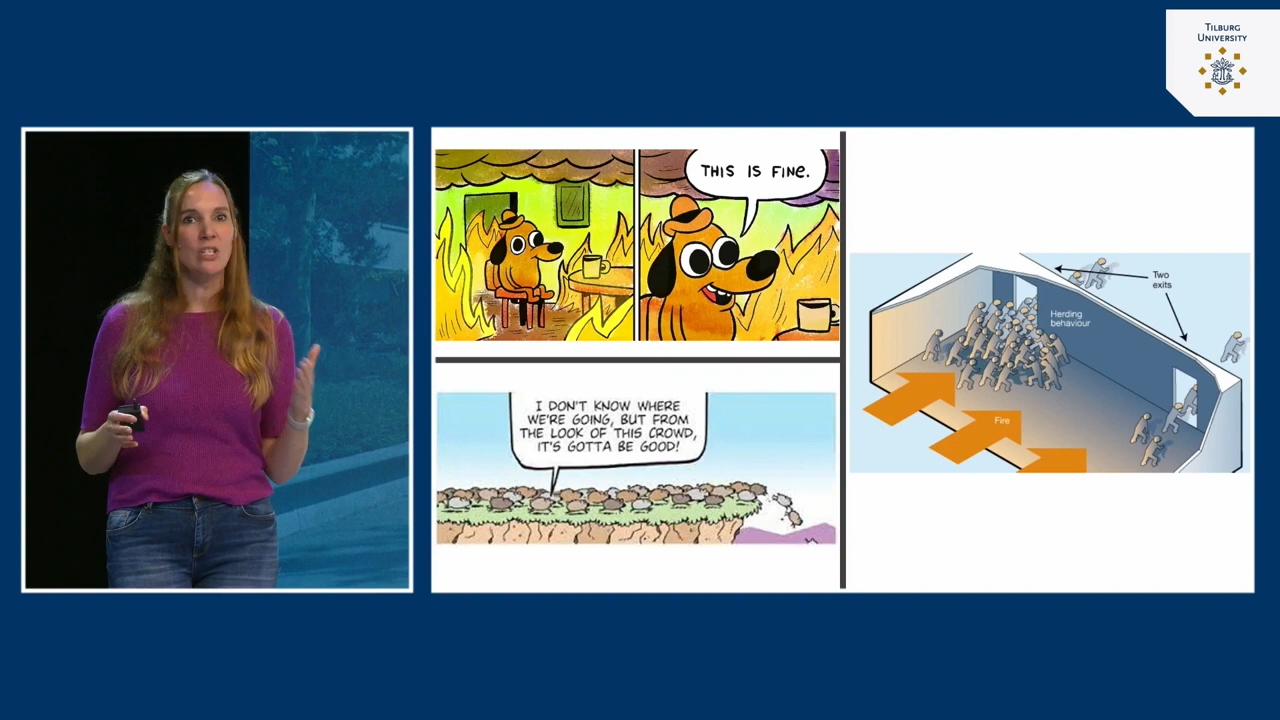 TILBURG
UNIVERSITY
THIS IS FINE.
I DON'T KNOW WHERE
WE'RE GOING, BUT FROM
THE LOOK OF THIS CROWD,
IT'S GOTTA BE GOOD!
Two
exits
Herding
behaviour
Fire